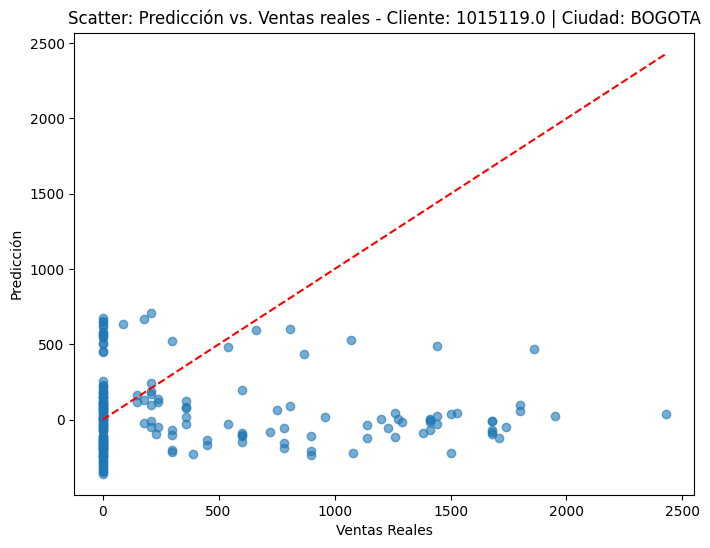 Scatter: Predicción vs. Ventas reales - Cliente: 1015119.0 | Ciudad: BOGOTA
2500
2000
1500
1000
500
0
Predicción
0 500 1000 1500 2000 2500
Ventas Reales